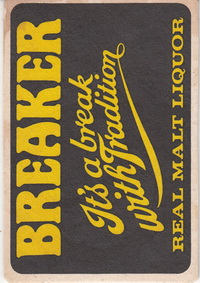 BREAKER
It's a break
with Tradition
REAL MALT LIQUOR